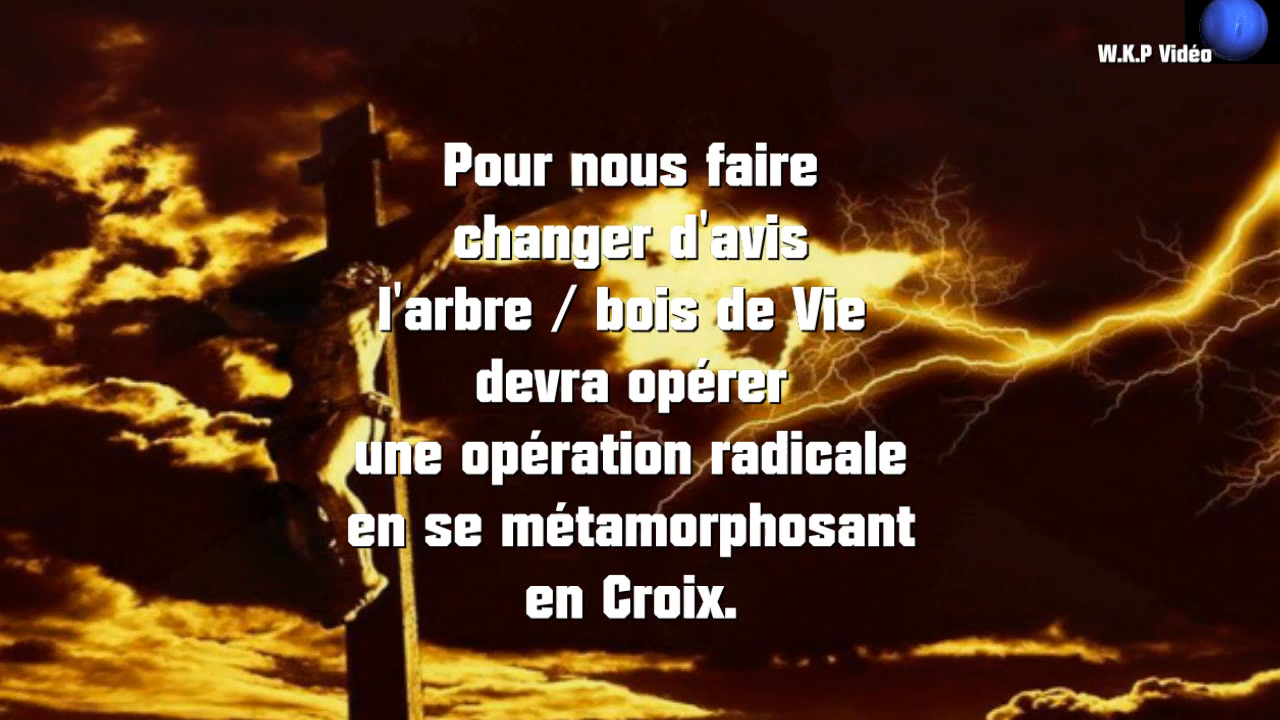 W.K.P Vidéo
Pour nous faire
changer d'avis
l'arbre / bois de Vie
devra opérer
une opération radicale
en se métamorphosant
en Croix.